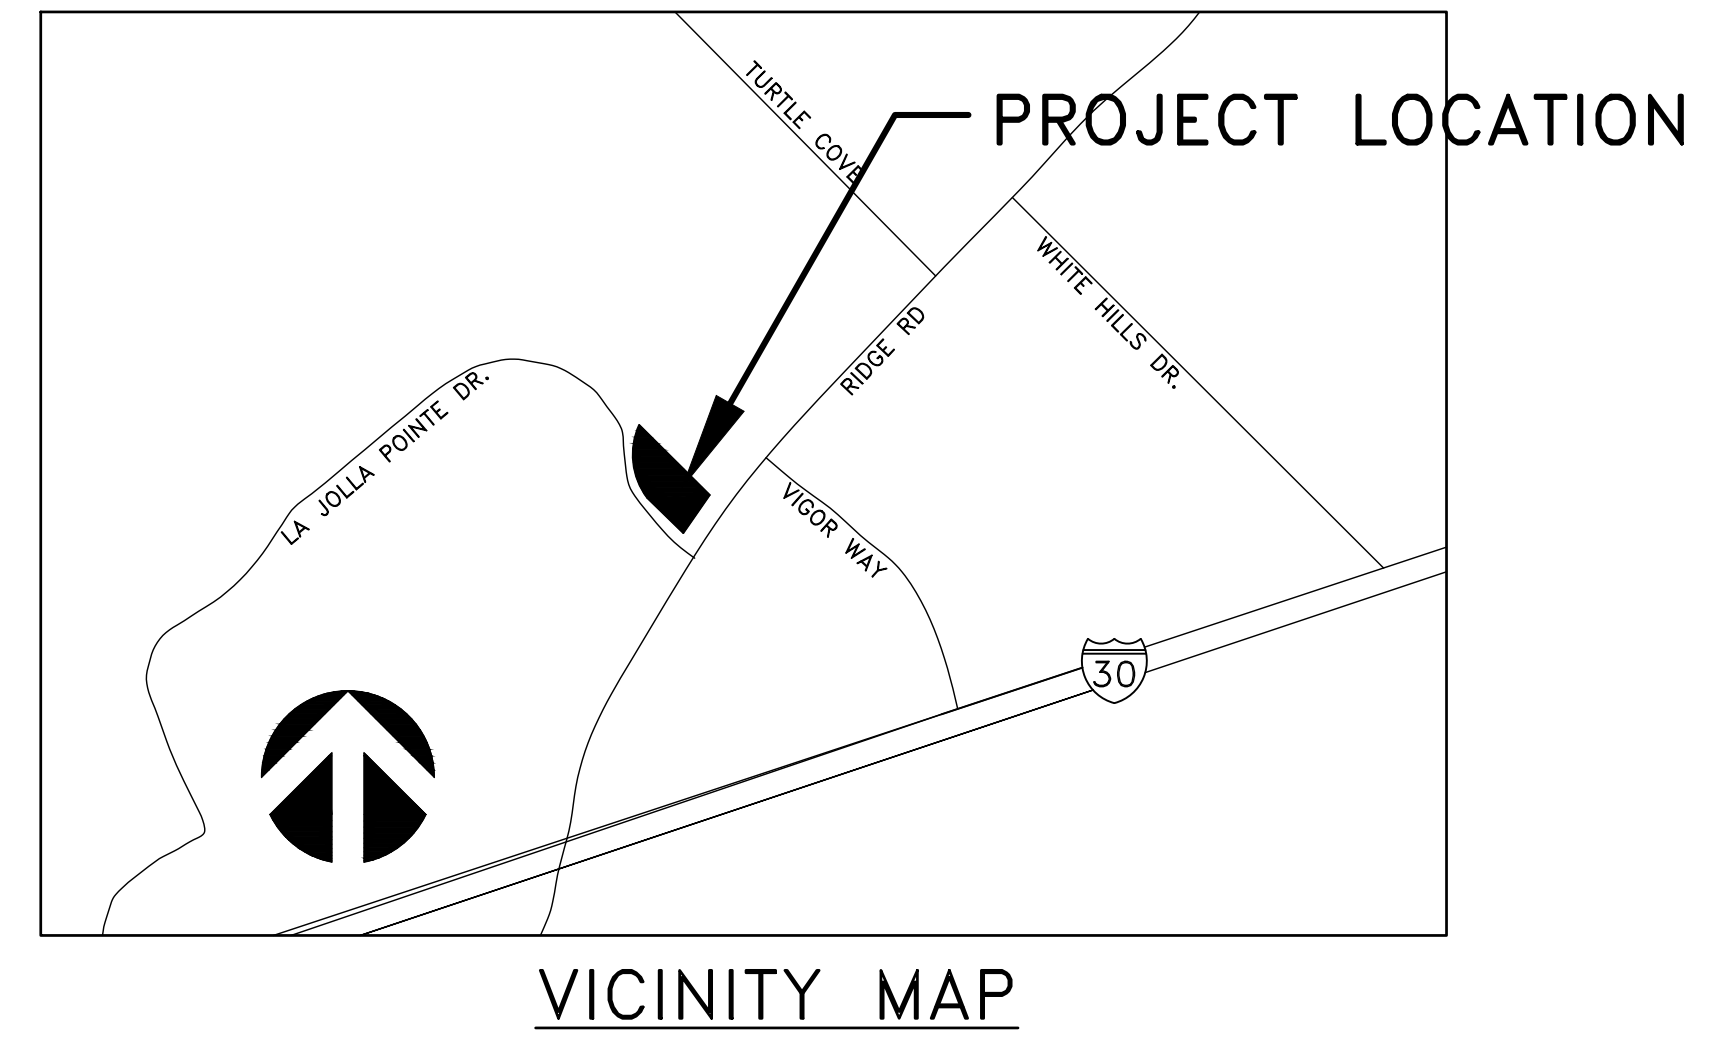 TURTLE COVE
PROJECT LOCATION
WHITE HILLS DR.
RIDGE RD
LA JOLLA POINTE DR.
VIGOR WAY
30
VICINITY MAP